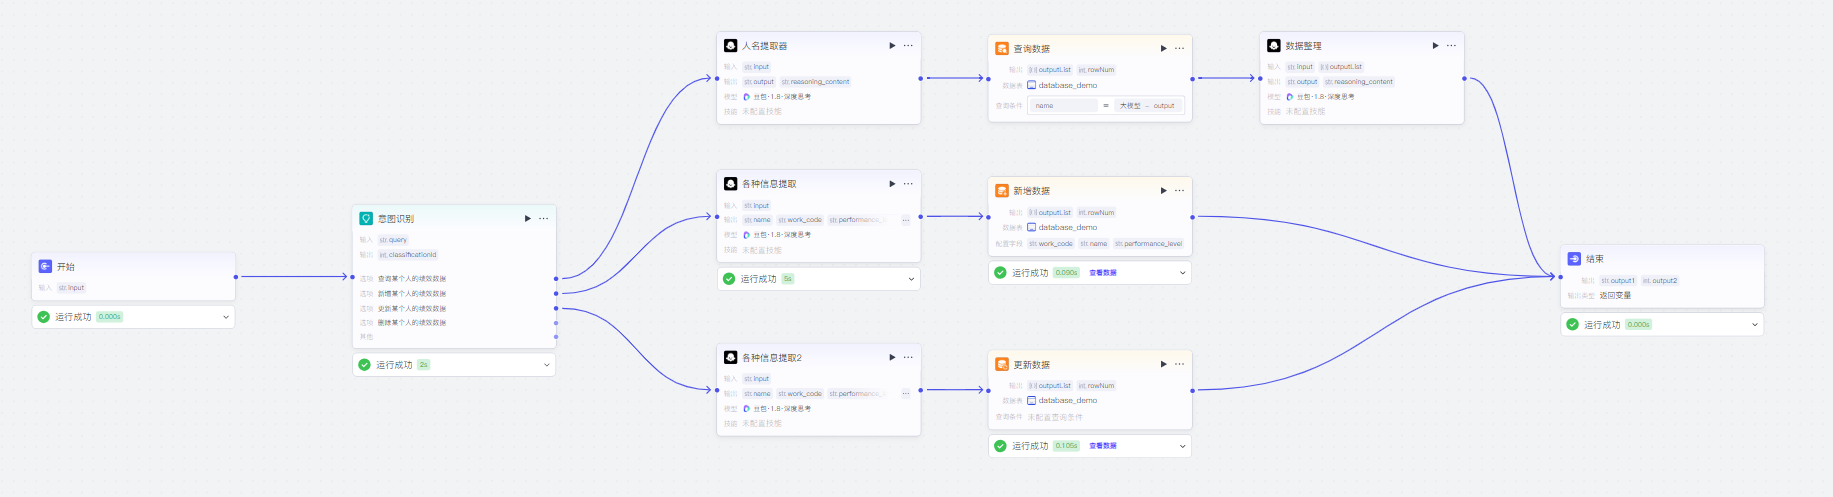 开始
输入 str.input
运行成功 0.000s
意图识别
输入 str.query
输出 int.classificationId
选项 查询某个人的绩效数据
选项 新增某个人的绩效数据
选项 更新某个人的绩效数据
选项 删除某个人的绩效数据
其他
运行成功 2s
人名提取器
输入 str.input
输出 str.output str.reasoning_content
模型 豆包·1.8·深度思考
技能 未配置技能
查询数据
输出 [{}]outputList int.rowNum
数据表 database_demo
查询条件 name = 大模型 - output
数据整理
输入 str.input [{}]outputList
输出 str.output str.reasoning_content
模型 豆包·1.8·深度思考
技能 未配置技能
各种信息提取
输入 str.input
输出 str.name str.work_code str.performance_ ...
模型 豆包·1.8·深度思考
技能 未配置技能
运行成功 5s
新增数据
输出 [{}]outputList int.rowNum
数据表 database_demo
配置字段 str.work_code str.name str.performance_level
运行成功 0.090s 查看数据
各种信息提取2
输入 str.input
输出 str.name str.work_code str.performance_ ...
模型 豆包·1.8·深度思考
技能 未配置技能
更新数据
输出 [{}]outputList int.rowNum
数据表 database_demo
查询条件 未配置查询条件
运行成功 0.105s 查看数据
结束
输出 str.output1 int.output2
输出类型 返回变量
运行成功 0.000s